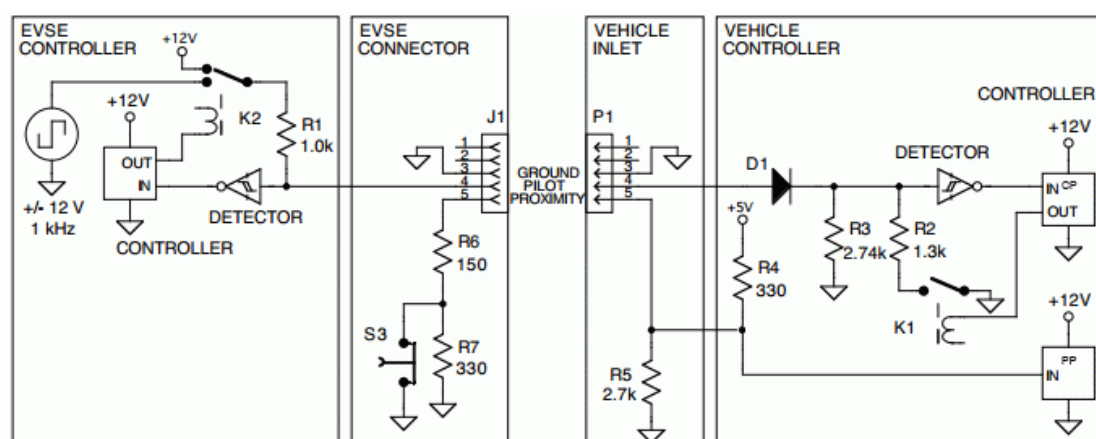 EVSE
CONTROLLER
+12V
+12V
K2
R1
1.0k
OUT
IN
DETECTOR
+/- 12 V
1 kHz
CONTROLLER
EVSE
CONNECTOR
J1
1
2
3
4
5
R6
150
S3
R7
330
GROUND
PILOT
PROXIMITY
VEHICLE
INLET
P1
1
2
3
4
5
R5
2.7k
VEHICLE
CONTROLLER
CONTROLLER
+12V
DETECTOR
D1
IN CP
OUT
+5V
R3
2.74k
R2
1.3k
R4
330
K1
+12V
PP
IN